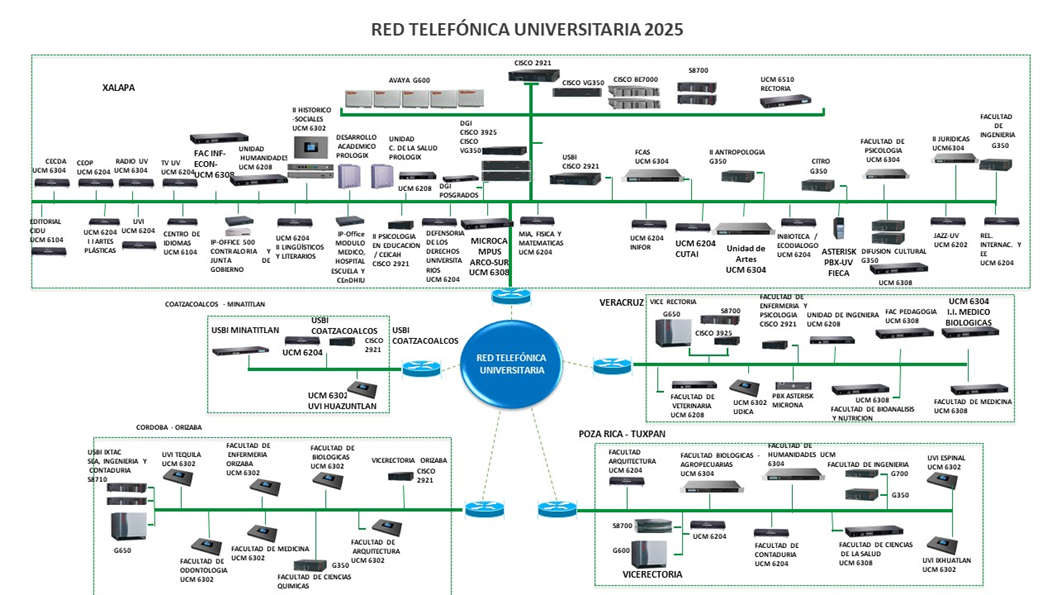 RED TELEFÓNICA UNIVERSITARIA 2025
XALAPA
AVAYA G600
CISCO 2921
CISCO VG350
CISCO BE7000
S8700
UCM 6510
RECTORIA
CECDA
UCM 6304
CEOP
UCM 6204
RADIO UV
UCM 6304
TV UV
UCM 6204
FAC INF-
ECON-
UCM 6308
UNIDAD
HUMANIDADES
UCM 6208
II HISTORICO
-SOCIALES
UCM 6302
DESARROLLO
ACADEMICO
PROLOGIX
UNIDAD
C. DE LA SALUD
PROLOGIX
UCM 6208
DGI
CISCO 3925
CISCO
VG350
DGI
POSGRADOS
USBI
CISCO 2921
FCAS
UCM 6304
II ANTROPOLOGIA
G350
CITRO
G350
FACULTAD DE
PSICOLOGIA
UCM 6304
II JURIDICAS
UCM6304
FACULTAD
DE
INGENIERIA
G350
EDITORIAL
CIDU
UCM 6104
UCM 6204
I I ARTES
PLÁSTICAS
UVI
UCM 6204
CENTRO DE
IDIOMAS
UCM 6104
IP-OFFICE 500
CONTRALORIA Y
JUNTA DE
GOBIERNO
UCM 6204
II LINGÜÍSTICOS
Y LITERARIOS
IP-Office
MODULO
MEDICO,
HOSPITAL
ESCUELA Y
CEnDHIU
II PSICOLOGIA
EN EDUCACION
/ CEICAH
CISCO 2921
DEFENSORIA
DE LOS
DERECHOS
UNIVERSITA
RIOS
UCM 6204
MICROCA
MPUS
ARCO-SUR
UCM 6308
MIA, FISICA Y
MATEMATICAS
UCM 6204
UCM 6204
INIFOR
UCM 6204
CUTAI
Unidad de
Artes
UCM 6304
INBIOTECA /
ECODIALOGO
UCM 6204
ASTERISK
PBX-UV
FIECA
DIFUSION CULTURAL
G350
UCM 6308
JAZZ-UV
UCM 6202
REL.
INTERNAC. Y
EE
UCM 6204
COATZACOALCOS - MINATITLAN
USBI MINATITLAN
USBI
COATZACOALCOS
UCM 6204
CISCO
2921
USBI
COATZACOALCOS
UCM 6302
UVI HUAZUNTLAN
RED TELEFÓNICA
UNIVERSITARIA
VERACRUZ
VICE RECTORIA
G650
S8700
CISCO 3925
FACULTAD DE
ENFERMERIA Y
PSICOLOGIA
CISCO 2921
UNIDAD DE INGENIERA
UCM 6208
FAC PEDAGOGIA
UCM 6308
UCM 6304
I.I. MEDICO
BIOLOGICAS
FACULTAD DE
VETERINARIA
UCM 6208
UCM 6302
UDICA
PBX ASTERISK
MICRONA
UCM 6308
FACULTAD DE BIOANALISIS
Y NUTRICION
FACULTAD DE MEDICINA
UCM 6308
CORDOBA - ORIZABA
USBI IXTAC
SEA, INGENIERIA Y
CONTADURIA
S8710
G650
UVI TEQUILA
UCM 6302
FACULTAD DE
ENFERMERIA
ORIZABA
UCM 6302
FACULTAD DE
BIOLOGICAS
UCM 6302
VICERECTORIA ORIZABA
CISCO
2921
FACULTAD DE
ODONTOLOGIA
UCM 6302
FACULTAD DE MEDICINA
UCM 6302
G350
FACULTAD DE CIENCIAS
QUIMICAS
FACULTAD DE
ARQUITECTURA
UCM 6302
POZA RICA - TUXPAN
FACULTAD
ARQUITECTURA
UCM 6204
FACULTAD BIOLOGICAS -
AGROPECUARIAS
UCM 6304
FACULTAD DE
HUMANIDADES UCM
6304
FACULTAD DE INGENIERIA
G700
G350
UVI ESPINAL
UCM 6302
S8700
G600
UCM 6204
VICERECTORIA
FACULTAD DE
CONTADURIA
UCM 6204
FACULTAD DE CIENCIAS
DE LA SALUD
UCM 6308
UVI IXHUATLAN
UCM 6302